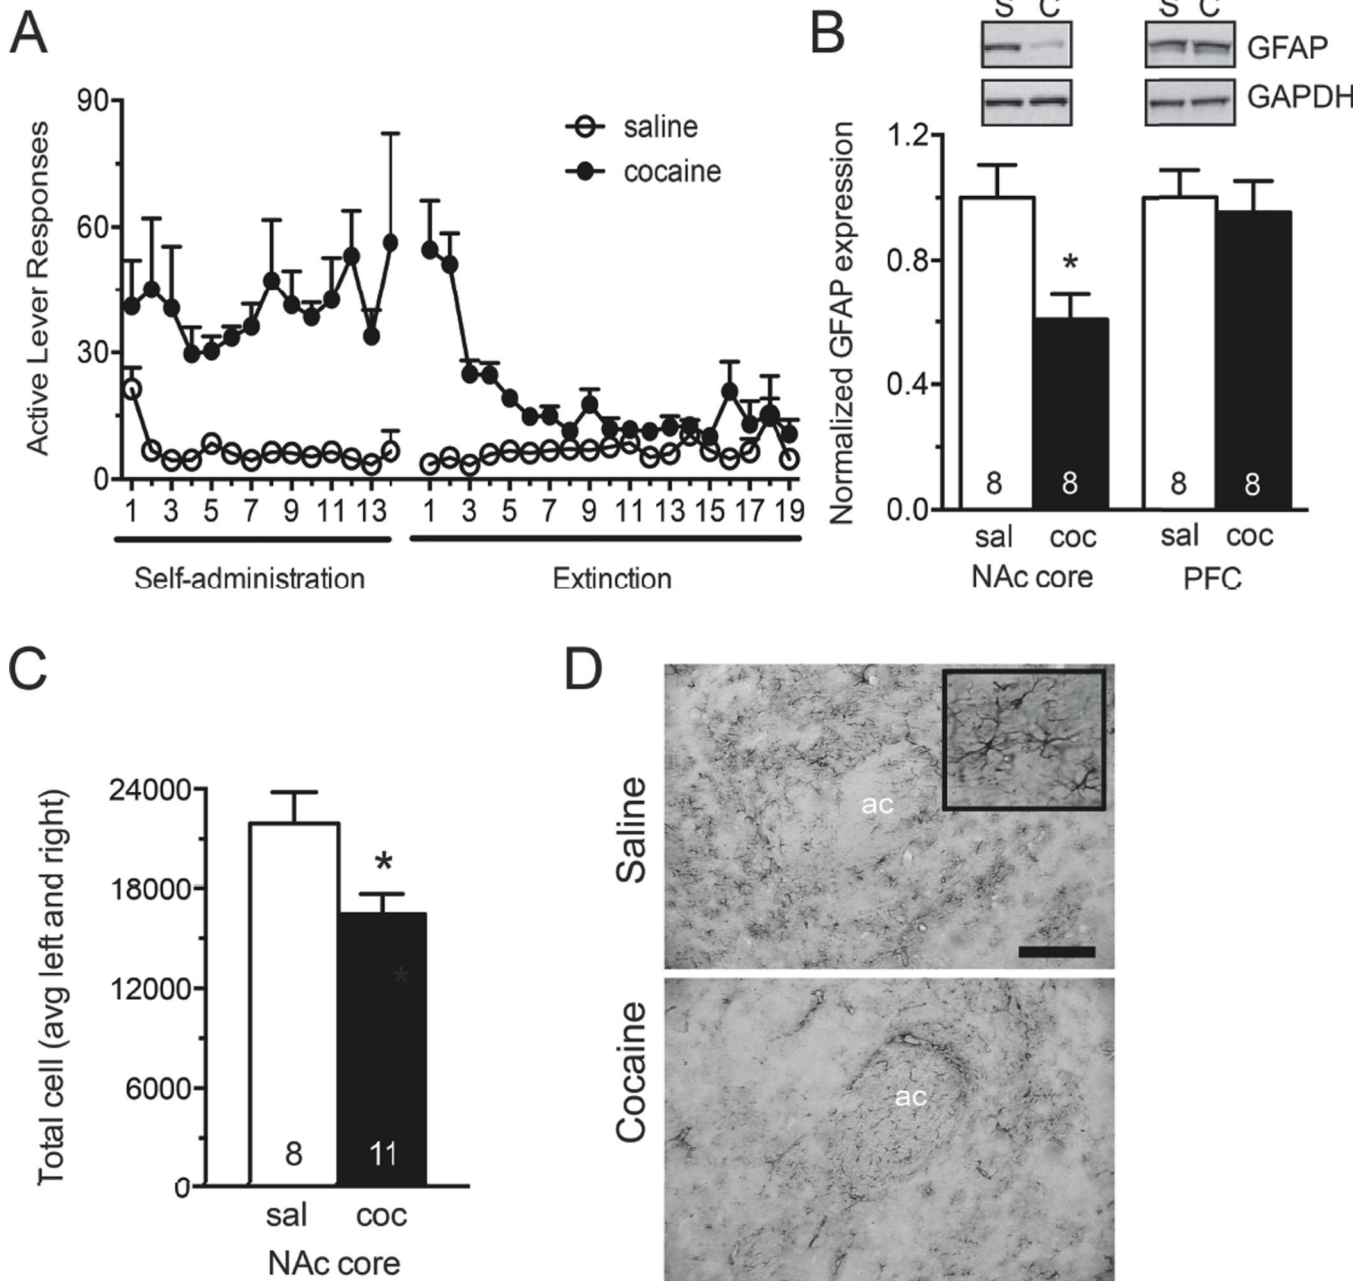 A
Active Lever Responses
90
60
30
0
saline
cocaine
1 3 5 7 9 11 13
1 3 5 7 9 11 13 15 17 19
Self-administration
Extinction
B
S C
S C
GFAP
GAPDH
Normalized GFAP expression
1.2
0.8
0.4
0.0
*
8
8
8
8
sal coc
sal coc
NAc core
PFC
C
Total cell (avg left and right)
24000
18000
12000
6000
0
*
*
8
11
sal coc
NAc core
D
Saline
ac
Cocaine
ac